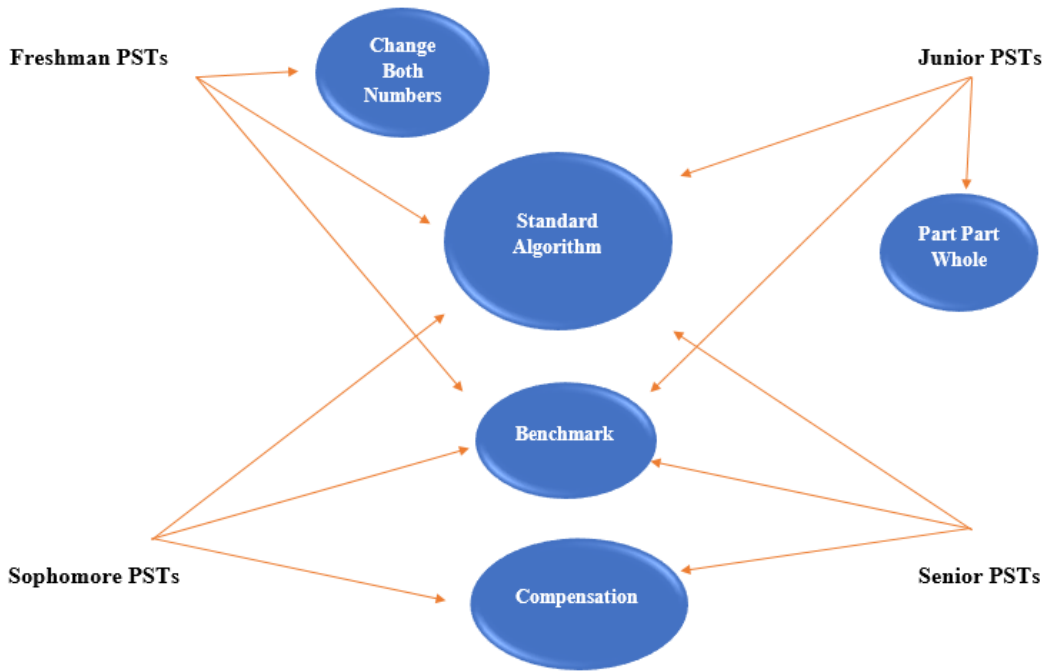 Freshman PSTs
Change
Both
Numbers
Junior PSTs
Standard
Algorithm
Part Part
Whole
Benchmark
Sophomore PSTs
Compensation
Senior PSTs